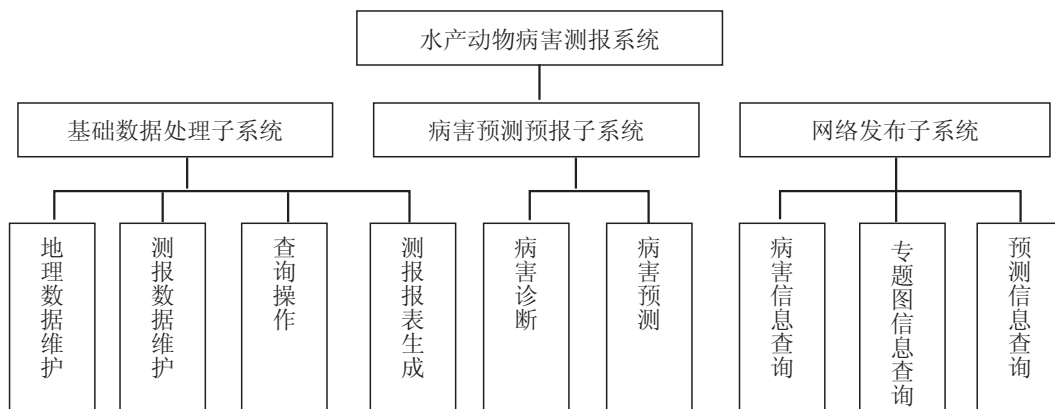 水产动物病害测报系统
基础数据处理子系统
病害预测预报子系统
网络发布子系统
地理数据维护
测报数据维护
查询操作
测报报表生成
病害诊断
病害预测
病害信息查询
专题图信息查询
预测信息查询